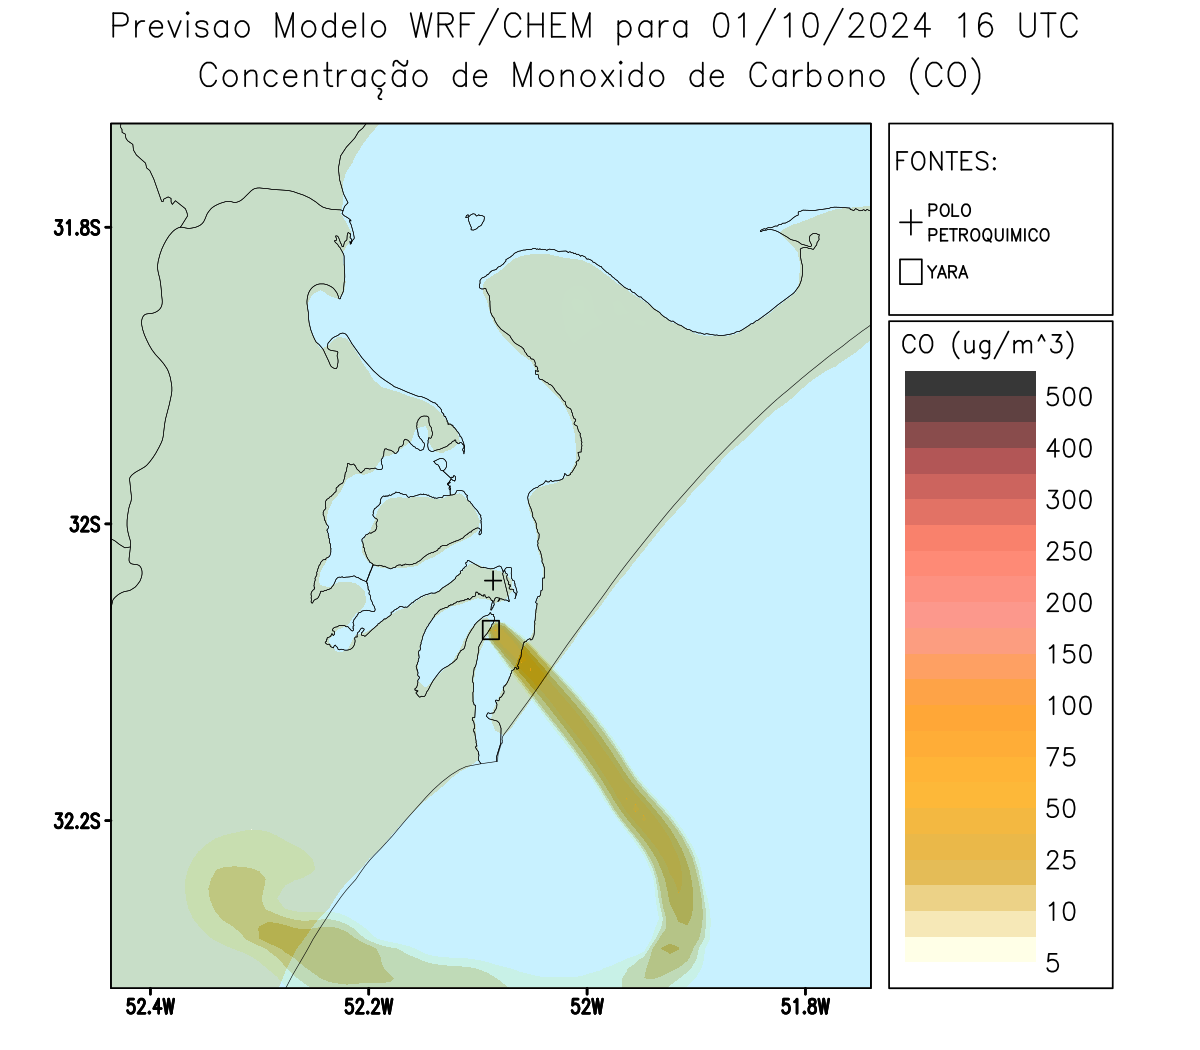 Previsao Modelo WRF/CHEM para 01/10/2024 16 UTC
Concentração de Monoxido de Carbono (CO)
FONTES:
POLO
PETROQUIMICO
YARA
CO (ug/m^3)
500
400
300
250
200
150
100
75
50
25
10
5
31.8S
32S
32.2S
52.4W
52.2W
52W
51.8W